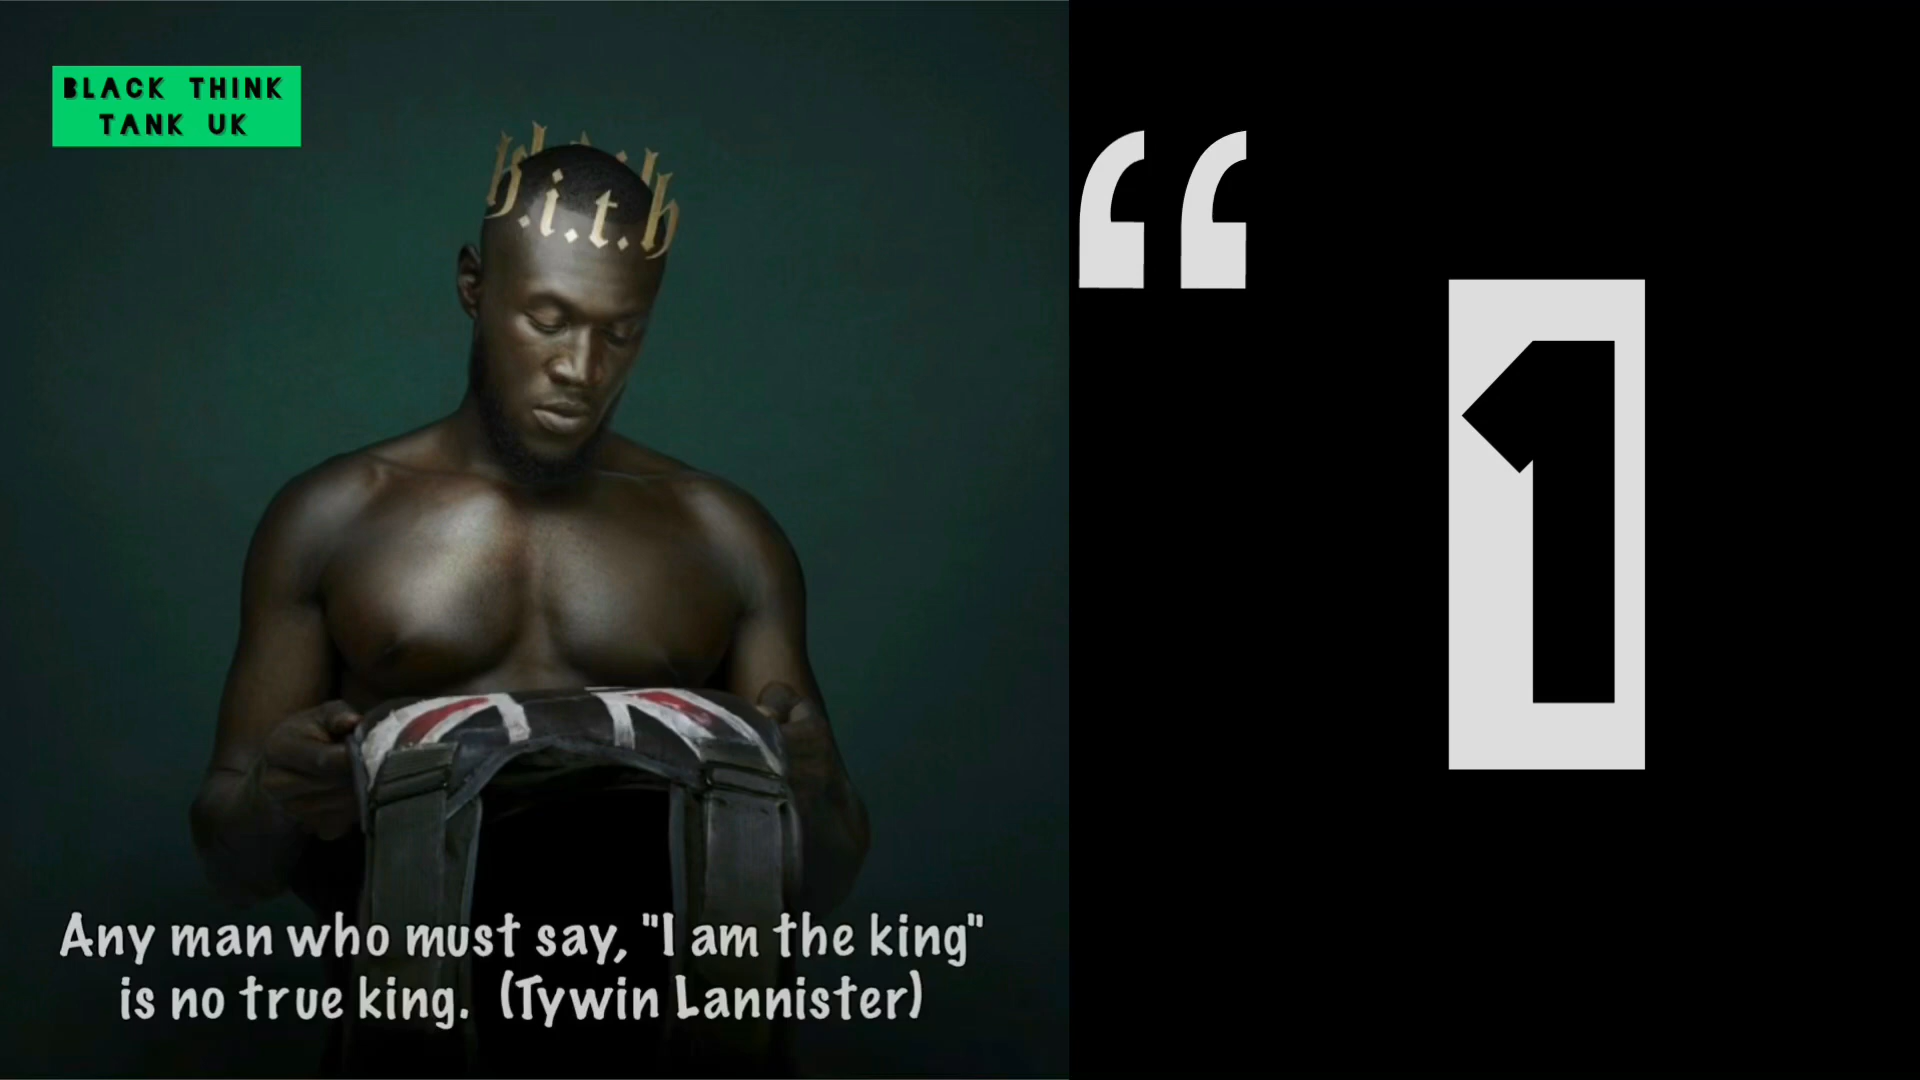 BLACK THINK
TANK UK
h.i.t.h
“
1
Any man who must say, "I am the king"
is no true king. (Tywin Lannister)